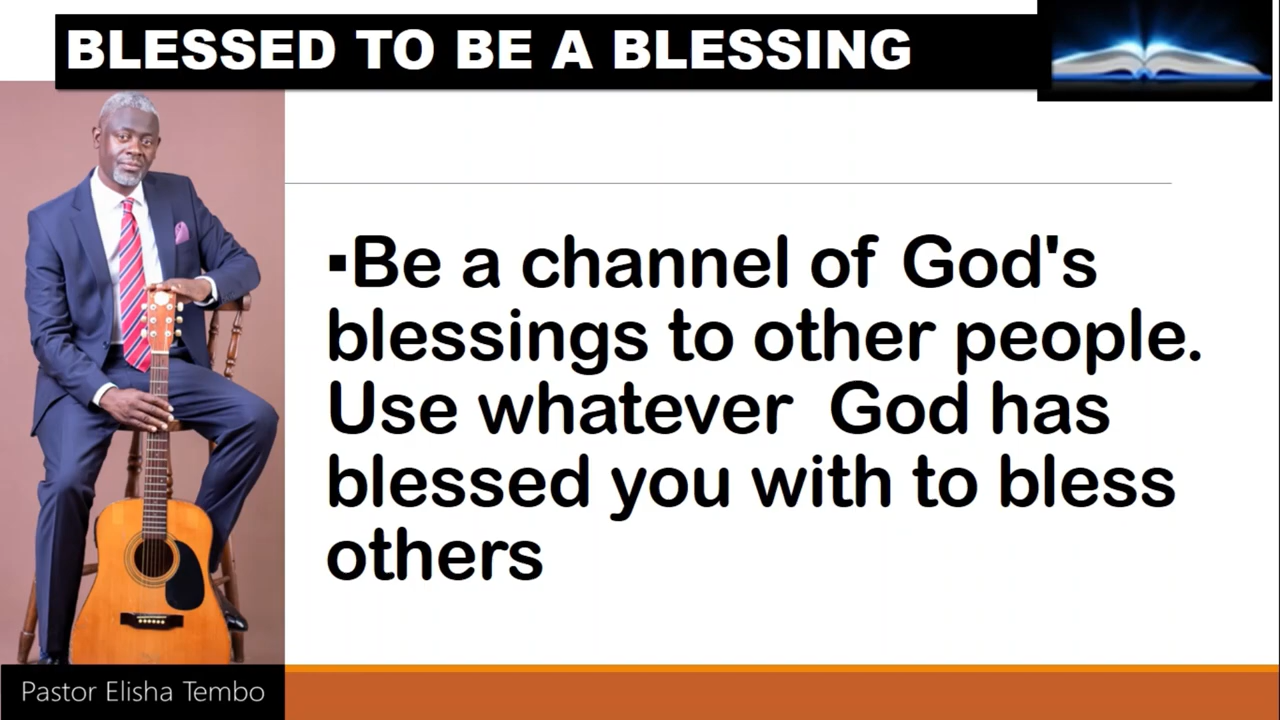 BLESSED TO BE A BLESSING
▪Be a channel of God's
blessings to other people.
Use whatever God has
blessed you with to bless
others
Pastor Elisha Tembo